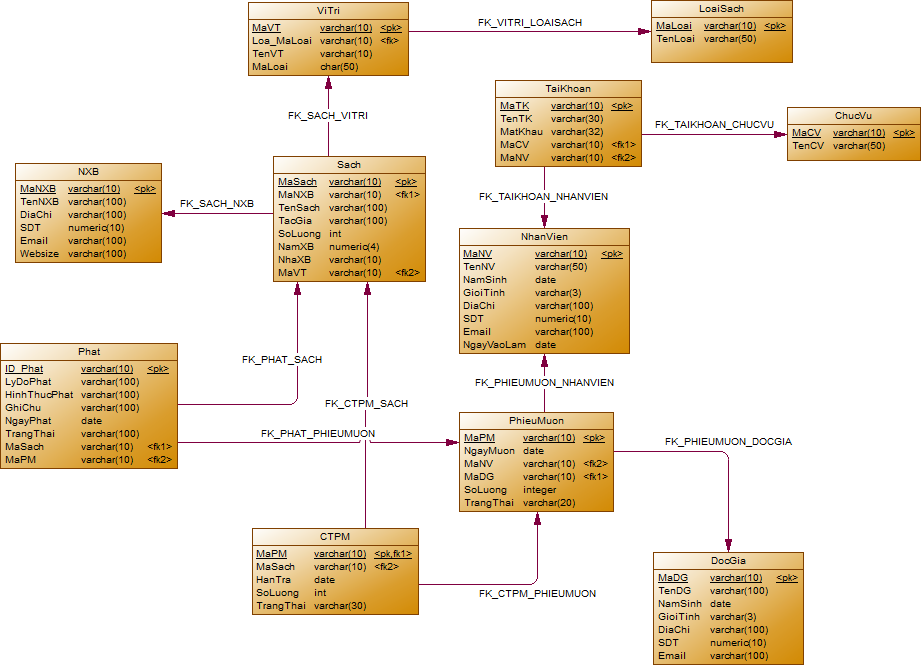 ViTri
MaVT varchar(10) <pk>
Loa_MaLoai varchar(10) <fk>
TenVT varchar(10)
MaLoai char(50)
FK_VITRI_LOAISACH
LoaiSach
MaLoai varchar(10) <pk>
TenLoai varchar(50)
FK_SACH_VITRI
TaiKhoan
MaTK varchar(10) <pk>
TenTK varchar(30)
MatKhau varchar(32)
MaCV varchar(10) <fk1>
MaNV varchar(10) <fk2>
FK_TAIKHOAN_CHUCVU
ChucVu
MaCV varchar(10) <pk>
TenCV varchar(50)
NXB
MaNXB varchar(10) <pk>
TenNXB varchar(100)
DiaChi varchar(100)
SDT numeric(10)
Email varchar(100)
Websize varchar(100)
FK_SACH_NXB
Sach
MaSach varchar(10) <pk>
MaNXB varchar(10) <fk1>
TenSach varchar(100)
TacGia varchar(100)
SoLuong int
NamXB numeric(4)
NhaXB varchar(10)
MaVT varchar(10) <fk2>
FK_TAIKHOAN_NHANVIEN
NhanVien
MaNV varchar(10) <pk>
TenNV varchar(50)
NamSinh date
GioiTinh varchar(3)
DiaChi varchar(100)
SDT numeric(10)
Email varchar(100)
NgayVaoLam date
Phat
ID_Phat varchar(10) <pk>
LyDoPhat varchar(100)
HinhThucPhat varchar(100)
GhiChu varchar(100)
NgayPhat date
TrangThai varchar(100)
MaSach varchar(10) <fk1>
MaPM varchar(10) <fk2>
FK_PHAT_SACH
FK_CTPM_SACH
FK_PHAT_PHIEUMUON
FK_PHIEUMUON_NHANVIEN
PhieuMuon
MaPM varchar(10) <pk>
NgayMuon date
MaNV varchar(10) <fk2>
MaDG varchar(10) <fk1>
SoLuong integer
TrangThai varchar(20)
FK_PHIEUMUON_DOCGIA
CTPM
MaPM varchar(10) <pk,fk1>
MaSach varchar(10) <fk2>
HanTra date
SoLuong int
TrangThai varchar(30)
FK_CTPM_PHIEUMUON
DocGia
MaDG varchar(10) <pk>
TenDG varchar(100)
NamSinh date
GioiTinh varchar(3)
DiaChi varchar(100)
SDT numeric(10)
Email varchar(100)